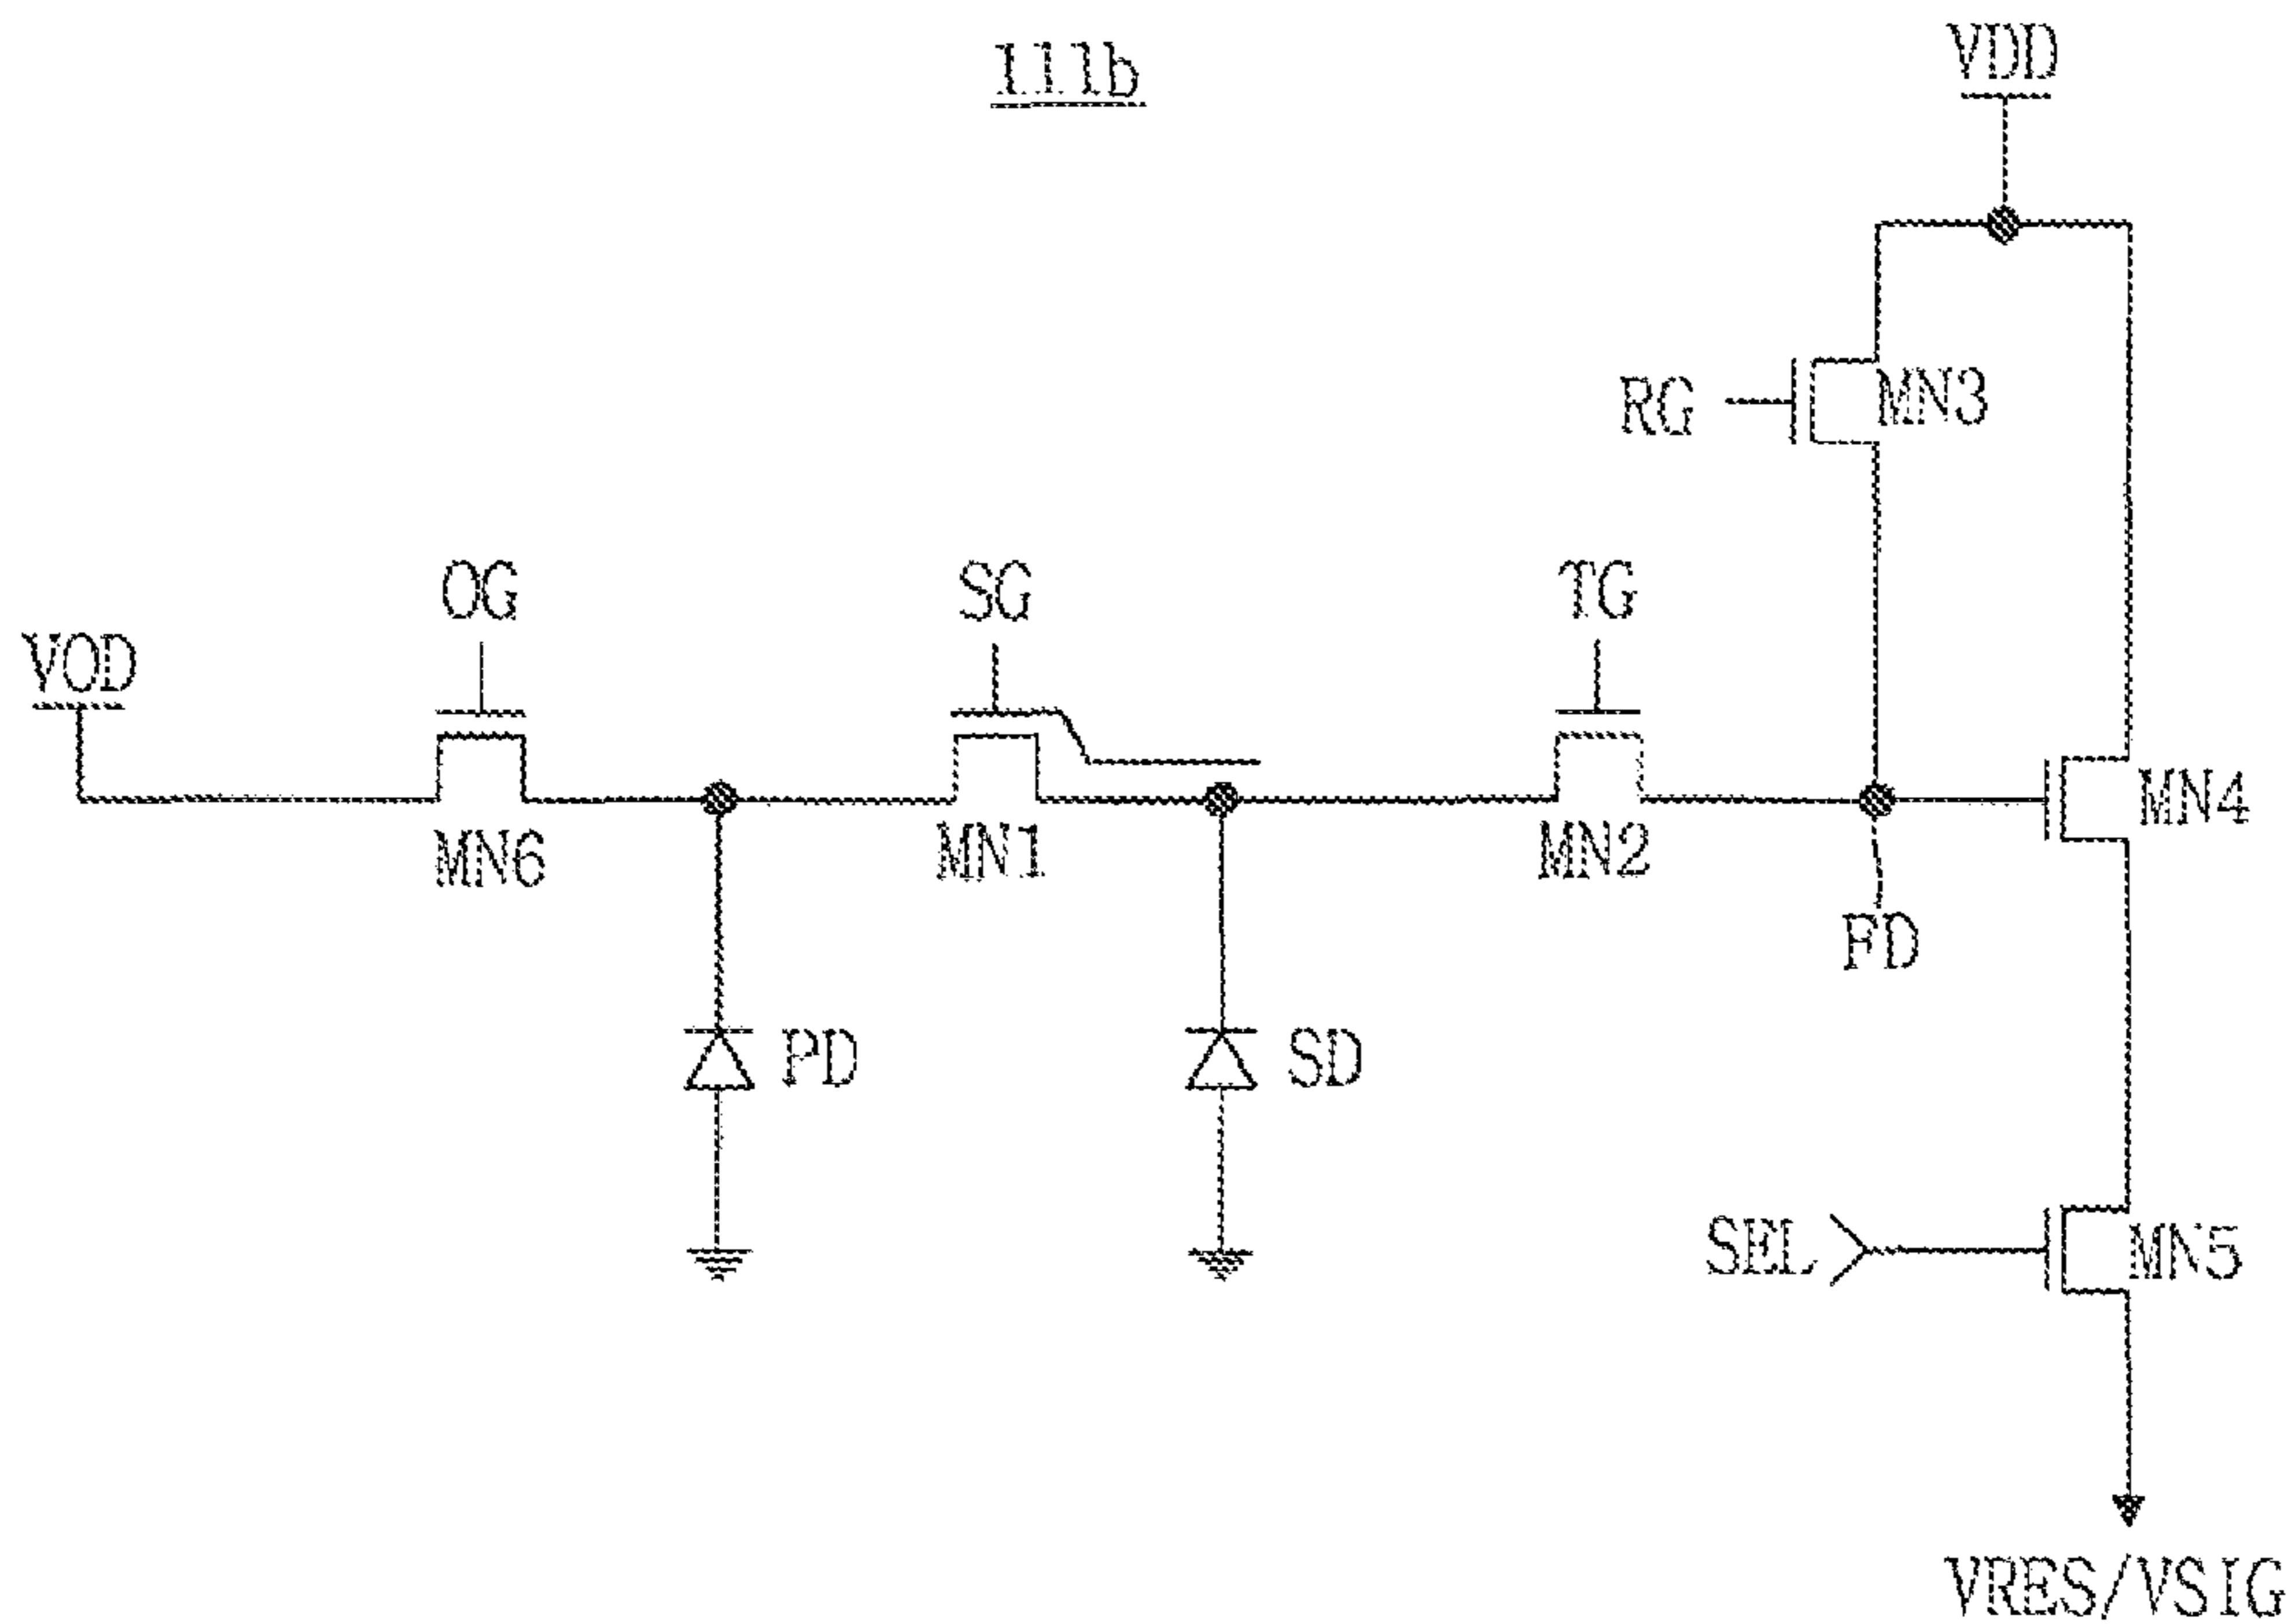 111b
VDD
RG
MN3
OG
SG
TG
VOD
MN4
MN6
MN1
MN2
FD
PD
SD
SEL
MN5
VRES/VSIG